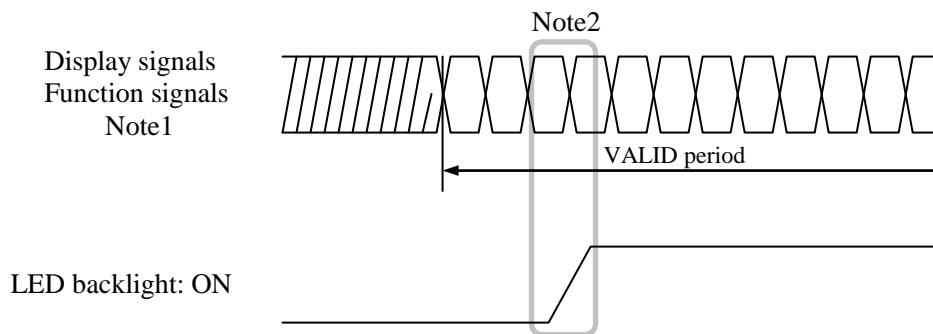 Note2
Display signals
Function signals
Note1
VALID period
LED backlight: ON